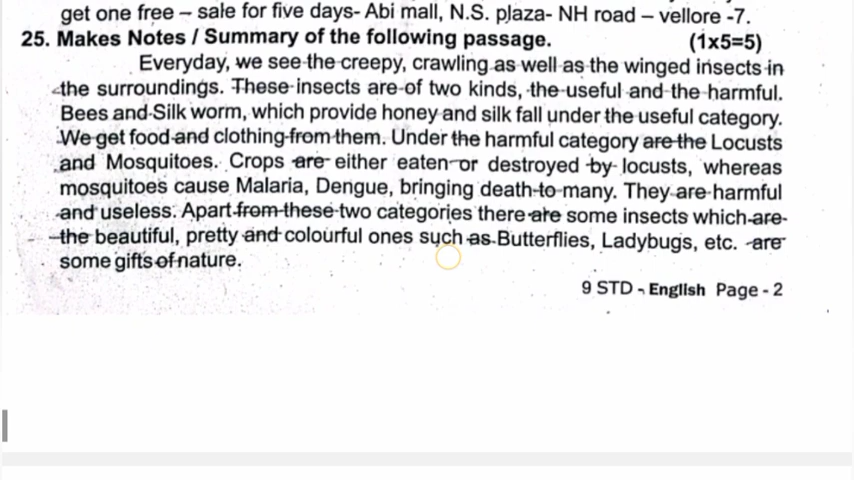 get one free – sale for five days- Abi mall, N.S. plaza- NH road – vellore -7.
25. Makes Notes / Summary of the following passage. (1x5=5)
Everyday, we see the creepy, crawling as well as the winged insects in
the surroundings. These insects are of two kinds, the useful and the harmful.
Bees and Silk worm, which provide honey and silk fall under the useful category.
We get food and clothing from them. Under the harmful category are the Locusts
and Mosquitoes. Crops are either eaten or destroyed by locusts, whereas
mosquitoes cause Malaria, Dengue, bringing death to many. They are harmful
and useless. Apart from these two categories there are some insects which are
the beautiful, pretty and colourful ones such as Butterflies, Ladybugs, etc. are
some gifts of nature.
9 STD - English Page - 2